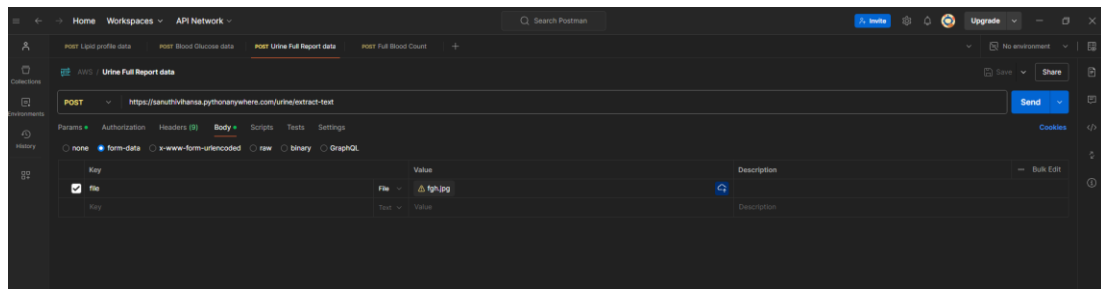 Home Workspaces API Network Search Postman Invite Upgrade
POST Lipid profile data POST Blood Glucose data POST Urine Full Report data POST Full Blood Count + No environment
AWS / Urine Full Report data Save Share
Collections
POST https://sanuthivihansa.pythonanywhere.com/urine/extract-text Send
Environments
Params Authorization Headers (9) Body Scripts Tests Settings Cookies
History
none form-data x-www-form-urlencoded raw binary GraphQL
Key Value Description Bulk Edit
file File fgh.jpg
Key Text Value Description